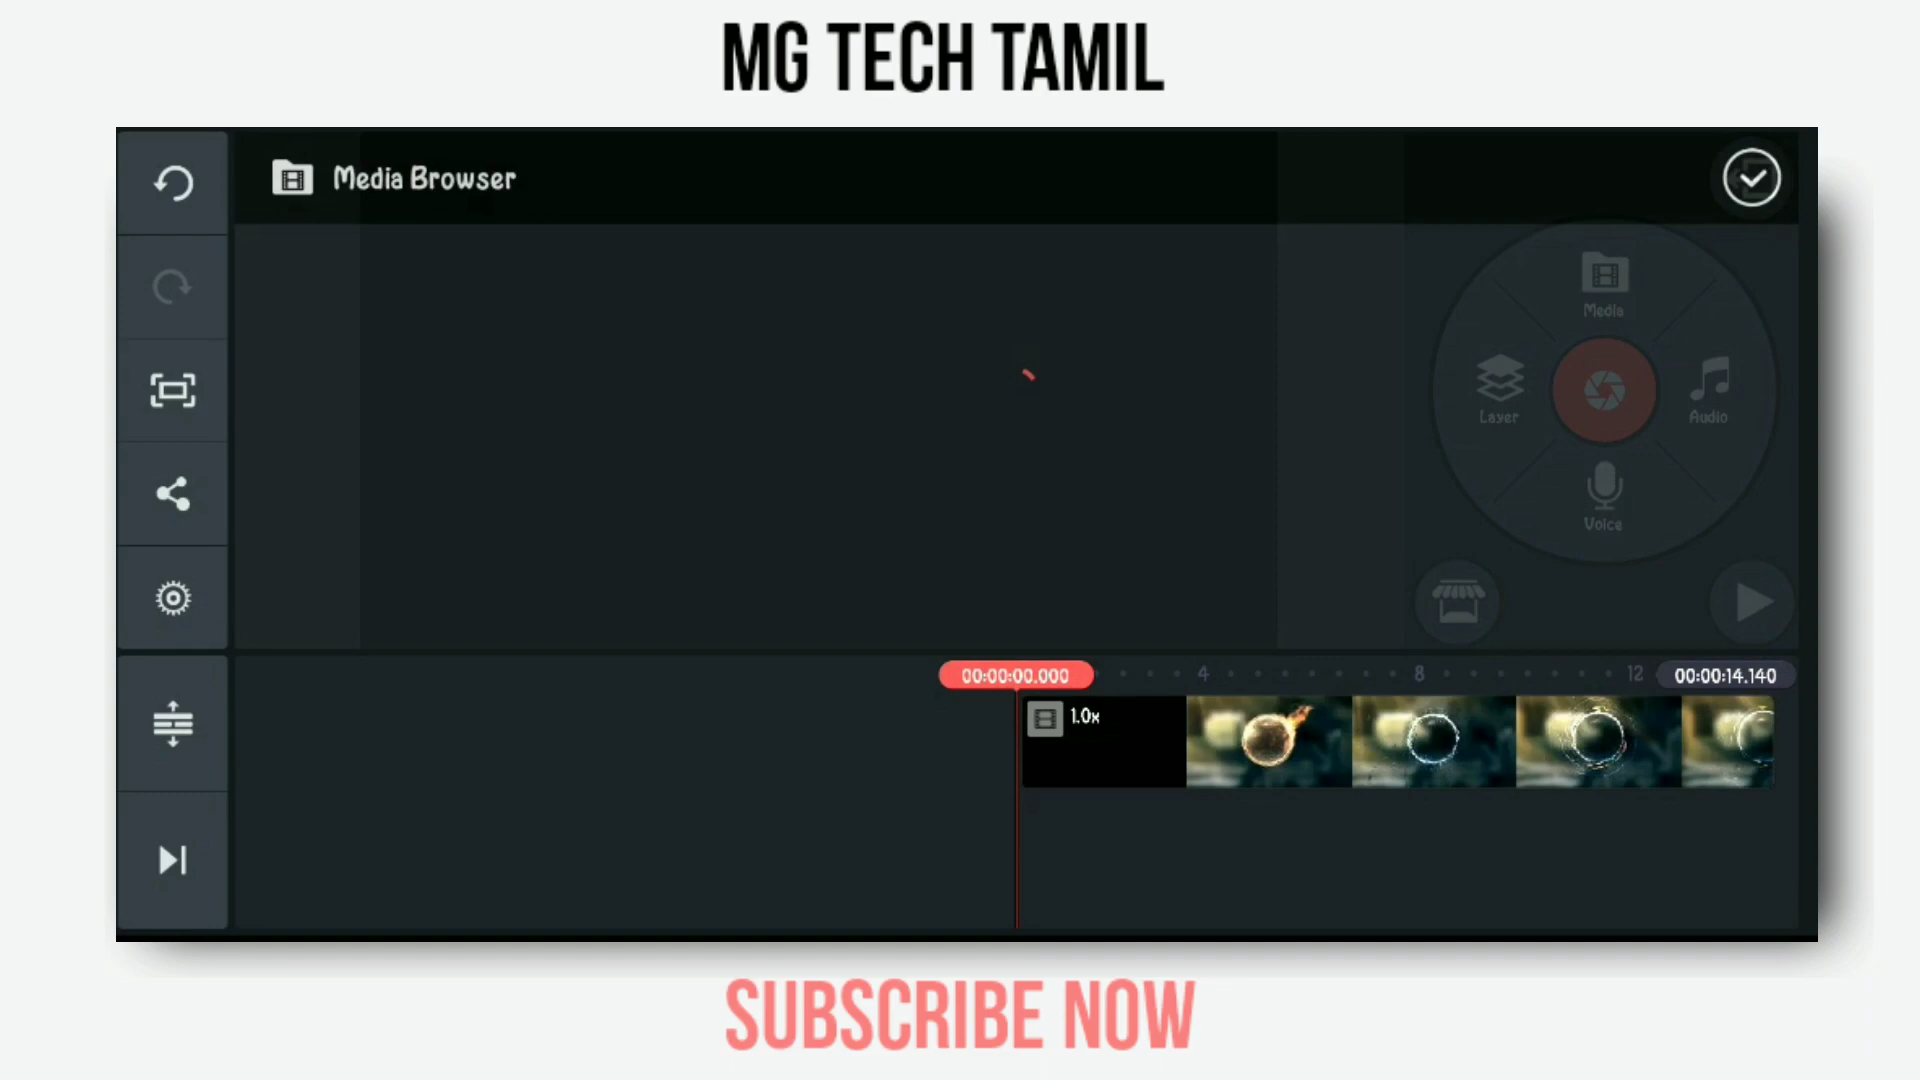 MG TECH TAMIL
Media Browser
Media
Layer
Audio
Voice
00:00:00.000
4
8
12
00:00:14.140
1.0x
SUBSCRIBE NOW